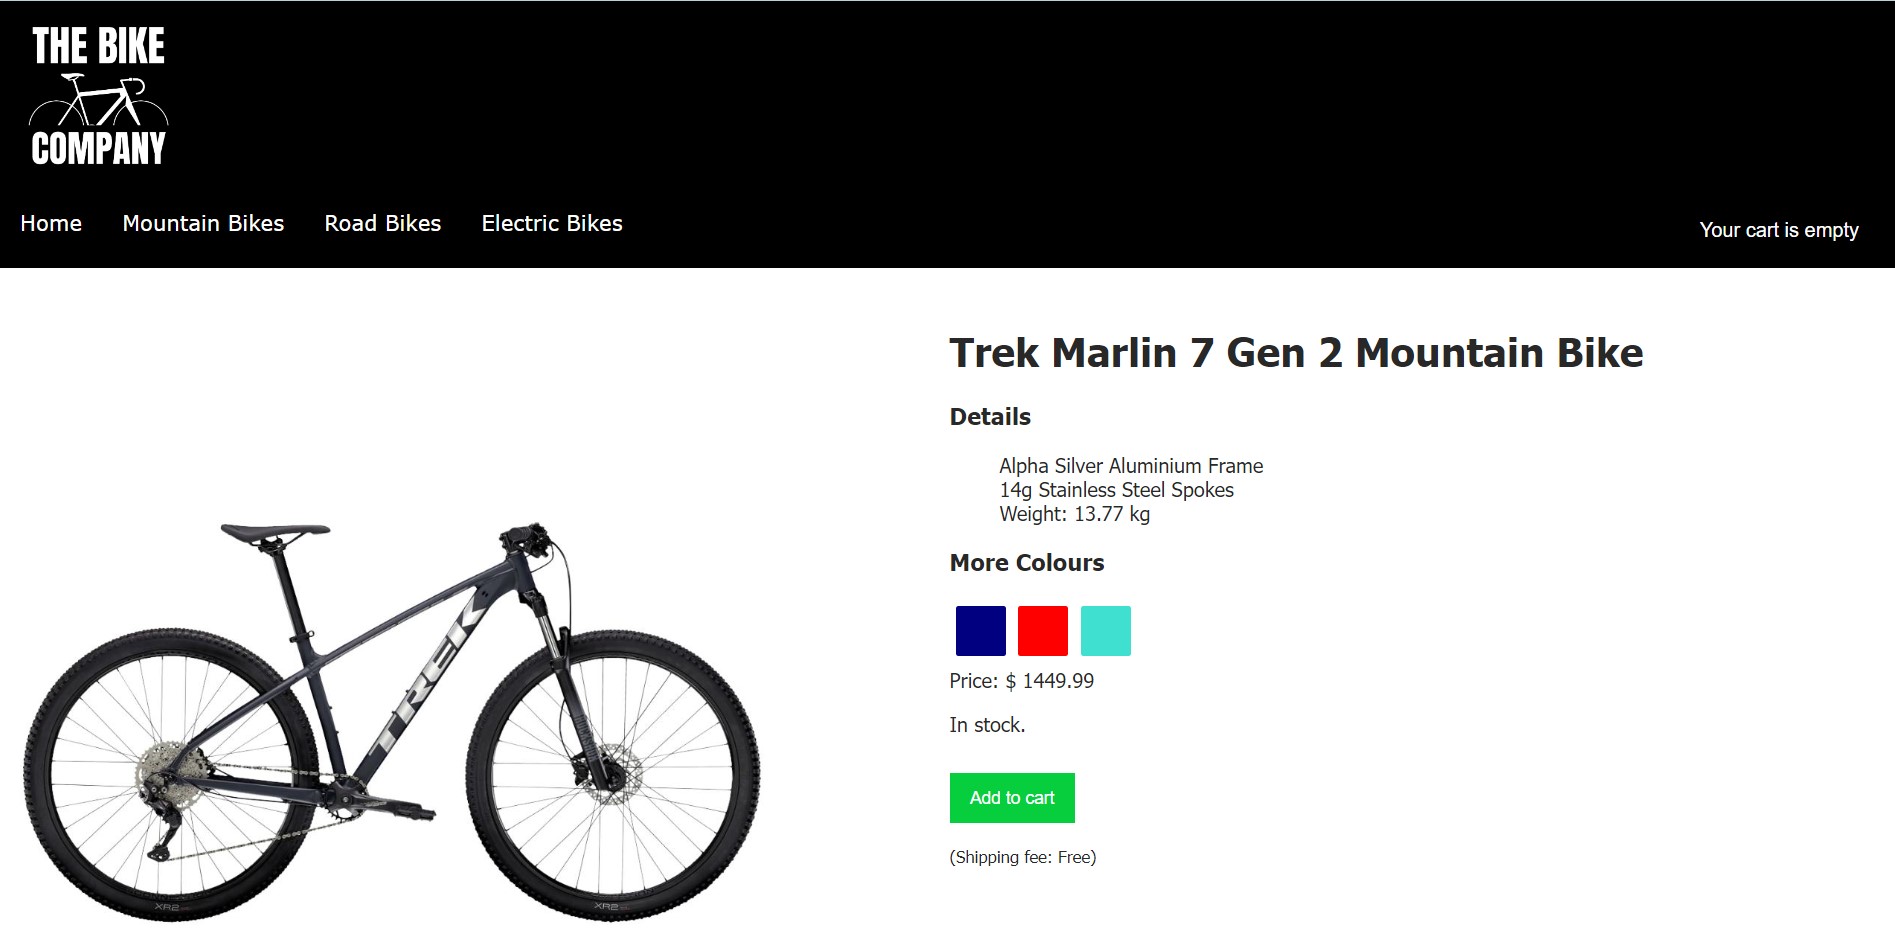 THE BIKE
COMPANY
Home Mountain Bikes Road Bikes Electric Bikes
Your cart is empty
Trek Marlin 7 Gen 2 Mountain Bike
Details
Alpha Silver Aluminium Frame
14g Stainless Steel Spokes
Weight: 13.77 kg
More Colours
Price: $ 1449.99
In stock.
Add to cart
(Shipping fee: Free)
TREK
XR2
XR2